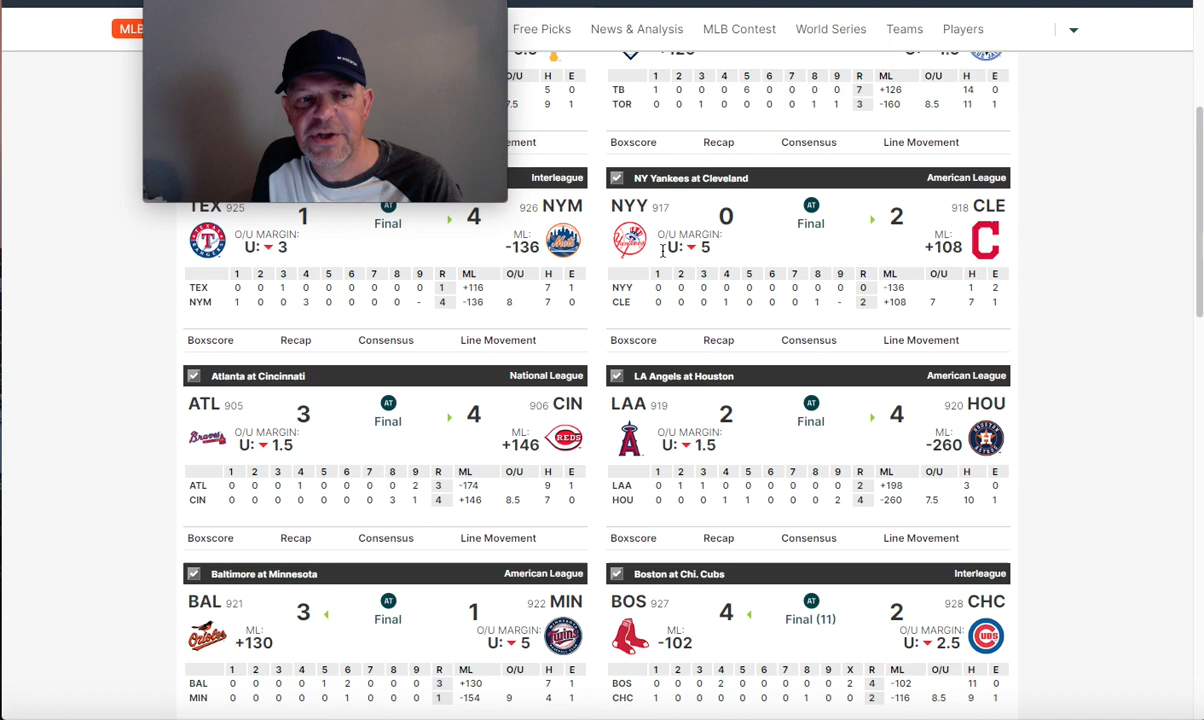 MLB Free Picks News & Analysis MLB Contest World Series Teams Players
O/U H E 1 2 3 4 5 6 7 8 9 R ML O/U H E
5 0 TB 1 0 0 0 6 0 0 0 0 7 +126 14 0
7.5 9 1 TOR 0 0 1 0 0 0 0 1 1 3 -160 8.5 11 1
Movement Boxscore Recap Consensus Line Movement
Interleague NY Yankees at Cleveland American League
TEX 925 1 AT Final 4 926 NYM
O/U MARGIN: U: 3 ML: -136
NYY 917 0 AT Final 2 918 CLE
O/U MARGIN: U: 5 ML: +108
1 2 3 4 5 6 7 8 9 R ML O/U H E
TEX 0 0 1 0 0 0 0 0 0 1 +116 7 1
NYM 1 0 0 3 0 0 0 0 - 4 -136 8 7 0
1 2 3 4 5 6 7 8 9 R ML O/U H E
NYY 0 0 0 0 0 0 0 0 0 0 -136 1 2
CLE 0 0 0 1 0 0 0 1 - 2 +108 7 7 1
Boxscore Recap Consensus Line Movement
Boxscore Recap Consensus Line Movement
Atlanta at Cincinnati National League
ATL 905 3 AT Final 4 906 CIN
Braves REDS
O/U MARGIN: U: 1.5 ML: +146
1 2 3 4 5 6 7 8 9 R ML O/U H E
ATL 0 0 0 1 0 0 0 0 2 3 -174 9 1
CIN 0 0 0 0 0 0 0 3 1 4 +146 8.5 7 0
Boxscore Recap Consensus Line Movement
LA Angels at Houston American League
LAA 919 2 AT Final 4 920 HOU
O/U MARGIN: U: 1.5 ML: -260
1 2 3 4 5 6 7 8 9 R ML O/U H E
LAA 0 1 1 0 0 0 0 0 0 2 +198 3 0
HOU 0 0 0 1 1 0 0 0 2 4 -260 7.5 10 1
Boxscore Recap Consensus Line Movement
Baltimore at Minnesota American League
BAL 921 3 AT Final 1 922 MIN
ML: +130 O/U MARGIN: U: 5
1 2 3 4 5 6 7 8 9 R ML O/U H E
BAL 0 0 0 0 1 2 0 0 0 3 +130 7 1
MIN 0 0 0 0 0 1 0 0 0 1 -154 9 4 1
Boston at Chi. Cubs Interleague
BOS 927 4 AT Final (11) 2 928 CHC
CUBS
ML: -102 O/U MARGIN: U: 2.5
1 2 3 4 5 6 7 8 9 X R ML O/U H E
BOS 0 0 0 2 0 0 0 0 0 2 4 -102 11 0
CHC 1 0 0 0 0 0 0 1 0 0 2 -116 8.5 9 1